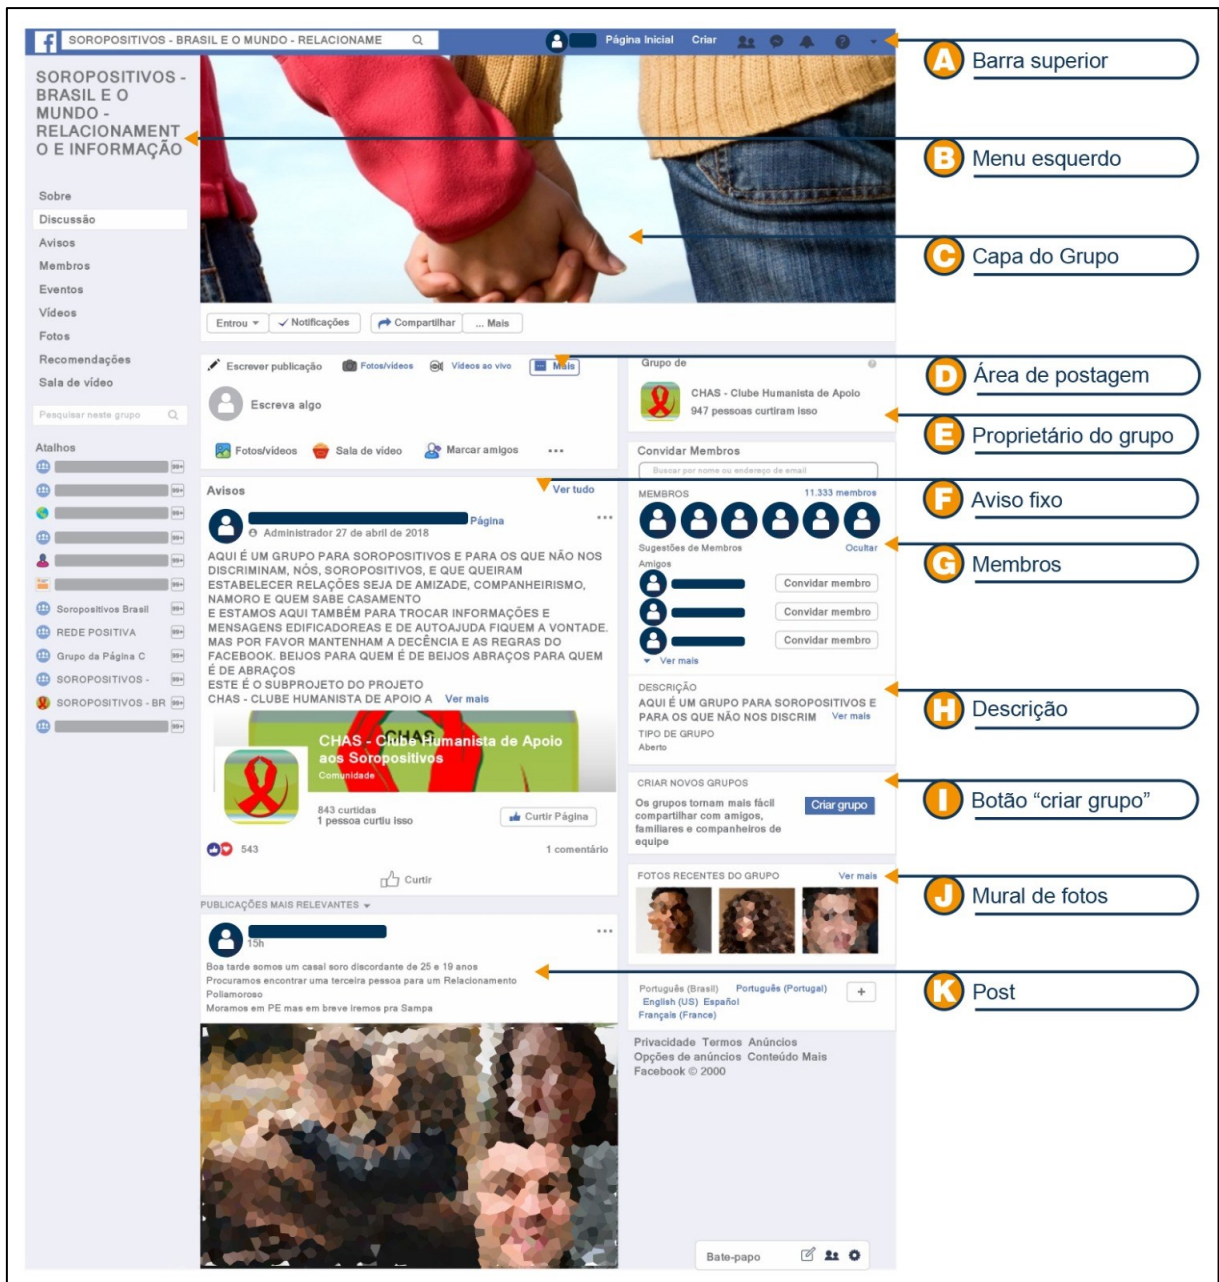 SOROPOSITIVOS - BRASIL E O MUNDO - RELACIONAME
Página Inicial Criar
A Barra superior
SOROPOSITIVOS -
BRASIL E O
MUNDO -
RELACIONAMENT
O E INFORMAÇÃO
B Menu esquerdo
Sobre
Discussão
Avisos
Membros
Eventos
Vídeos
Fotos
Recomendações
Sala de vídeo
Pesquisar neste grupo
Atalhos
99+
99+
99+
99+
99+
99+
Soropositivos Brasil 99+
REDE POSITIVA 99+
Grupo da Página C 99+
SOROPOSITIVOS - 99+
SOROPOSITIVOS - BR 99+
99+
C Capa do Grupo
Entrou Notificações Compartilhar ... Mais
Escrever publicação Fotos/vídeos Vídeos ao vivo Mais
Escreva algo
Fotos/vídeos Sala de vídeo Marcar amigos ...
D Área de postagem
Grupo de
CHAS - Clube Humanista de Apoio
947 pessoas curtiram isso
E Proprietário do grupo
Convidar Membros
Buscar por nome ou endereço de email
Avisos Ver tudo
F Aviso fixo
Página ...
Administrador 27 de abril de 2018
AQUI É UM GRUPO PARA SOROPOSITIVOS E PARA OS QUE NÃO NOS
DISCRIMINAM, NÓS, SOROPOSITIVOS, E QUE QUEIRAM
ESTABELECER RELAÇÕES SEJA DE AMIZADE, COMPANHEIRISMO,
NAMORO E QUEM SABE CASAMENTO
E ESTAMOS AQUI TAMBÉM PARA TROCAR INFORMAÇÕES E
MENSAGENS EDIFICADOREAS E DE AUTOAJUDA FIQUEM A VONTADE.
MAS POR FAVOR MANTENHAM A DECÊNCIA E AS REGRAS DO
FACEBOOK. BEIJOS PARA QUEM É DE BEIJOS ABRAÇOS PARA QUEM
É DE ABRAÇOS
ESTE É O SUBPROJETO DO PROJETO
CHAS - CLUBE HUMANISTA DE APOIO A Ver mais
CHAS
CHAS - Clube Humanista de Apoio
aos Soropositivos
Comunidade
843 curtidas
1 pessoa curtiu isso
Curtir Página
543 1 comentário
Curtir
MEMBROS 11.333 membros
Sugestões de Membros Ocultar
G Membros
Amigos
Convidar membro
Convidar membro
Convidar membro
Ver mais
DESCRIÇÃO
AQUI É UM GRUPO PARA SOROPOSITIVOS E
PARA OS QUE NÃO NOS DISCRIM Ver mais
TIPO DE GRUPO
Aberto
H Descrição
CRIAR NOVOS GRUPOS
Os grupos tornam mais fácil
compartilhar com amigos,
familiares e companheiros de
equipe
Criar grupo
I Botão “criar grupo”
FOTOS RECENTES DO GRUPO Ver mais
J Mural de fotos
PUBLICAÇÕES MAIS RELEVANTES
...
15h
Boa tarde somos um casal soro discordante de 25 e 19 anos
Procuramos encontrar uma terceira pessoa para um Relacionamento
Poliamoroso
Moramos em PE mas em breve iremos pra Sampa
K Post
Português (Brasil) Português (Portugal)
English (US) Español
Français (France)
+
Privacidade Termos Anúncios
Opções de anúncios Conteúdo Mais
Facebook © 2000
Bate-papo